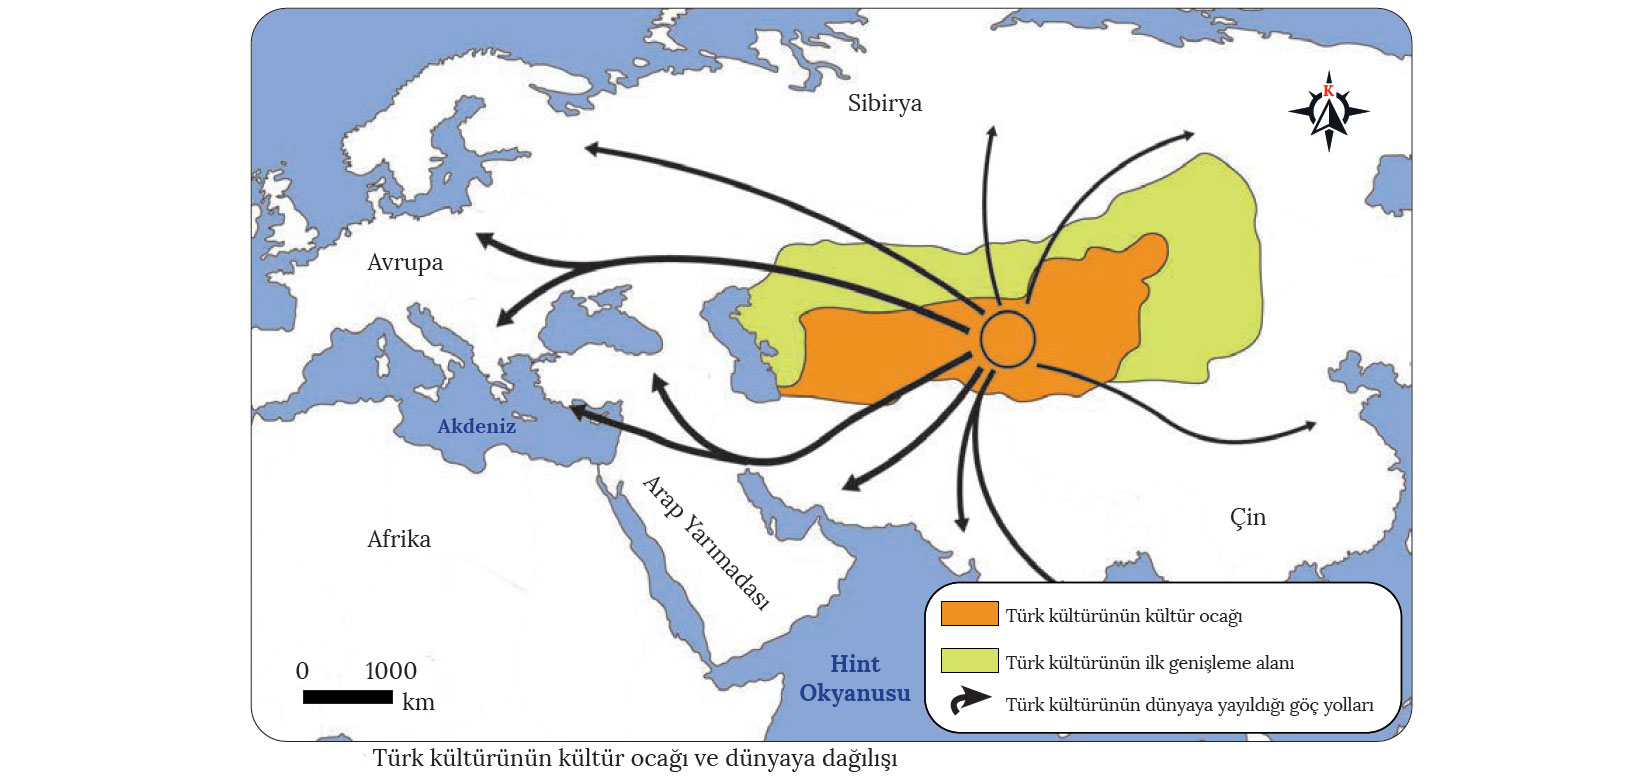 Sibirya
K
Avrupa
Akdeniz
Arap Yarımadası
Afrika
Çin
Hint
Okyanusu
0 1000
km
Türk kültürünün kültür ocağı
Türk kültürünün ilk genişleme alanı
Türk kültürünün dünyaya yayıldığı göç yolları
Türk kültürünün kültür ocağı ve dünyaya dağılışı